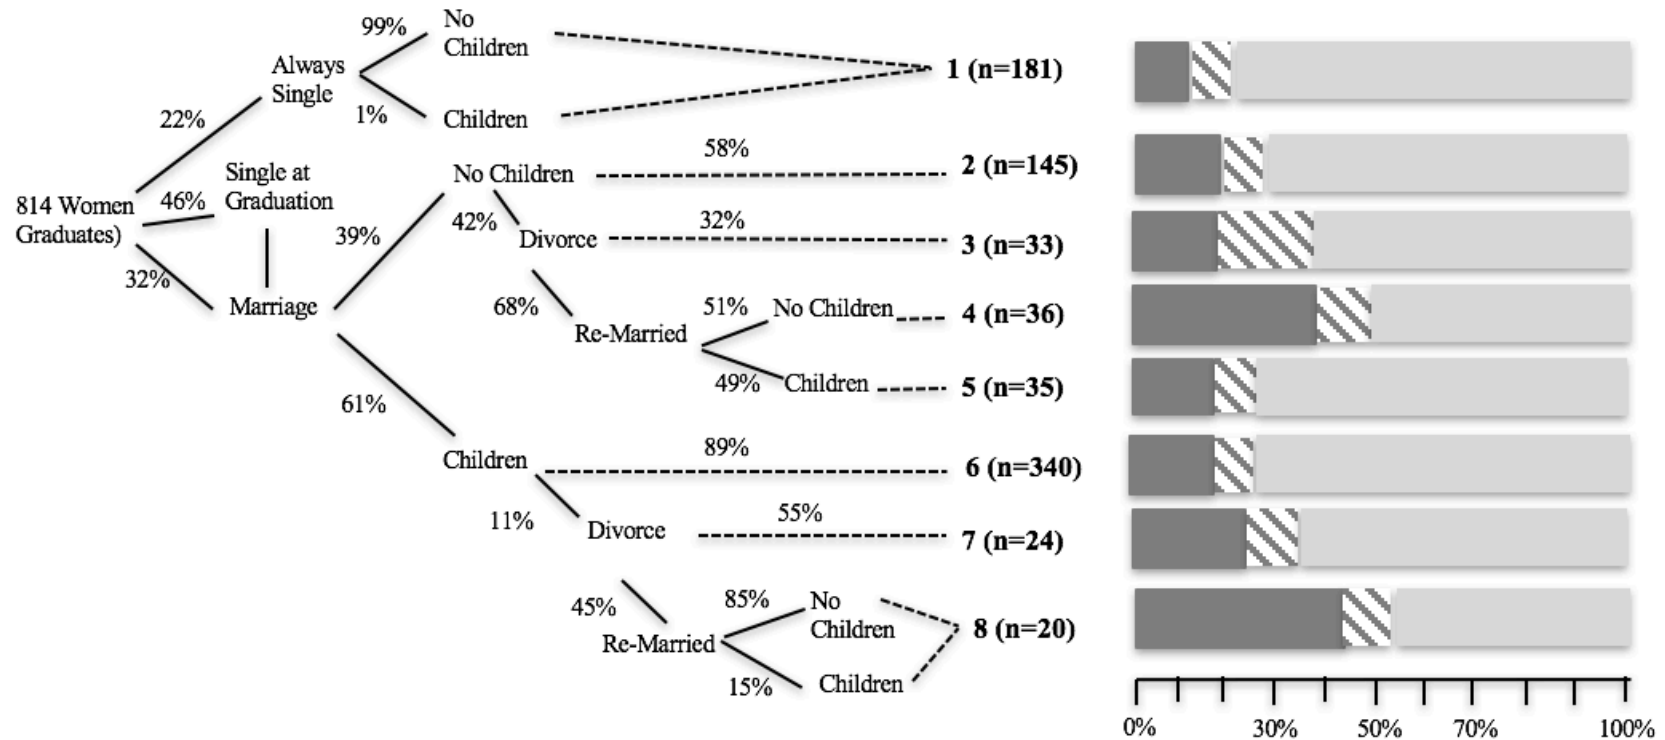 99%
No
Children
Always
Single
1 (n=181)
22%
1%
Children
58%
2 (n=145)
Single at
Graduation
No Children
46%
814 Women
Graduates)
39%
42%
32%
Divorce
3 (n=33)
32%
Marriage
68%
51%
No Children
4 (n=36)
Re-Married
49%
Children
5 (n=35)
61%
89%
Children
6 (n=340)
11%
55%
Divorce
7 (n=24)
45%
85%
No
Children
8 (n=20)
Re-Married
15%
Children
0%
30%
50%
70%
100%